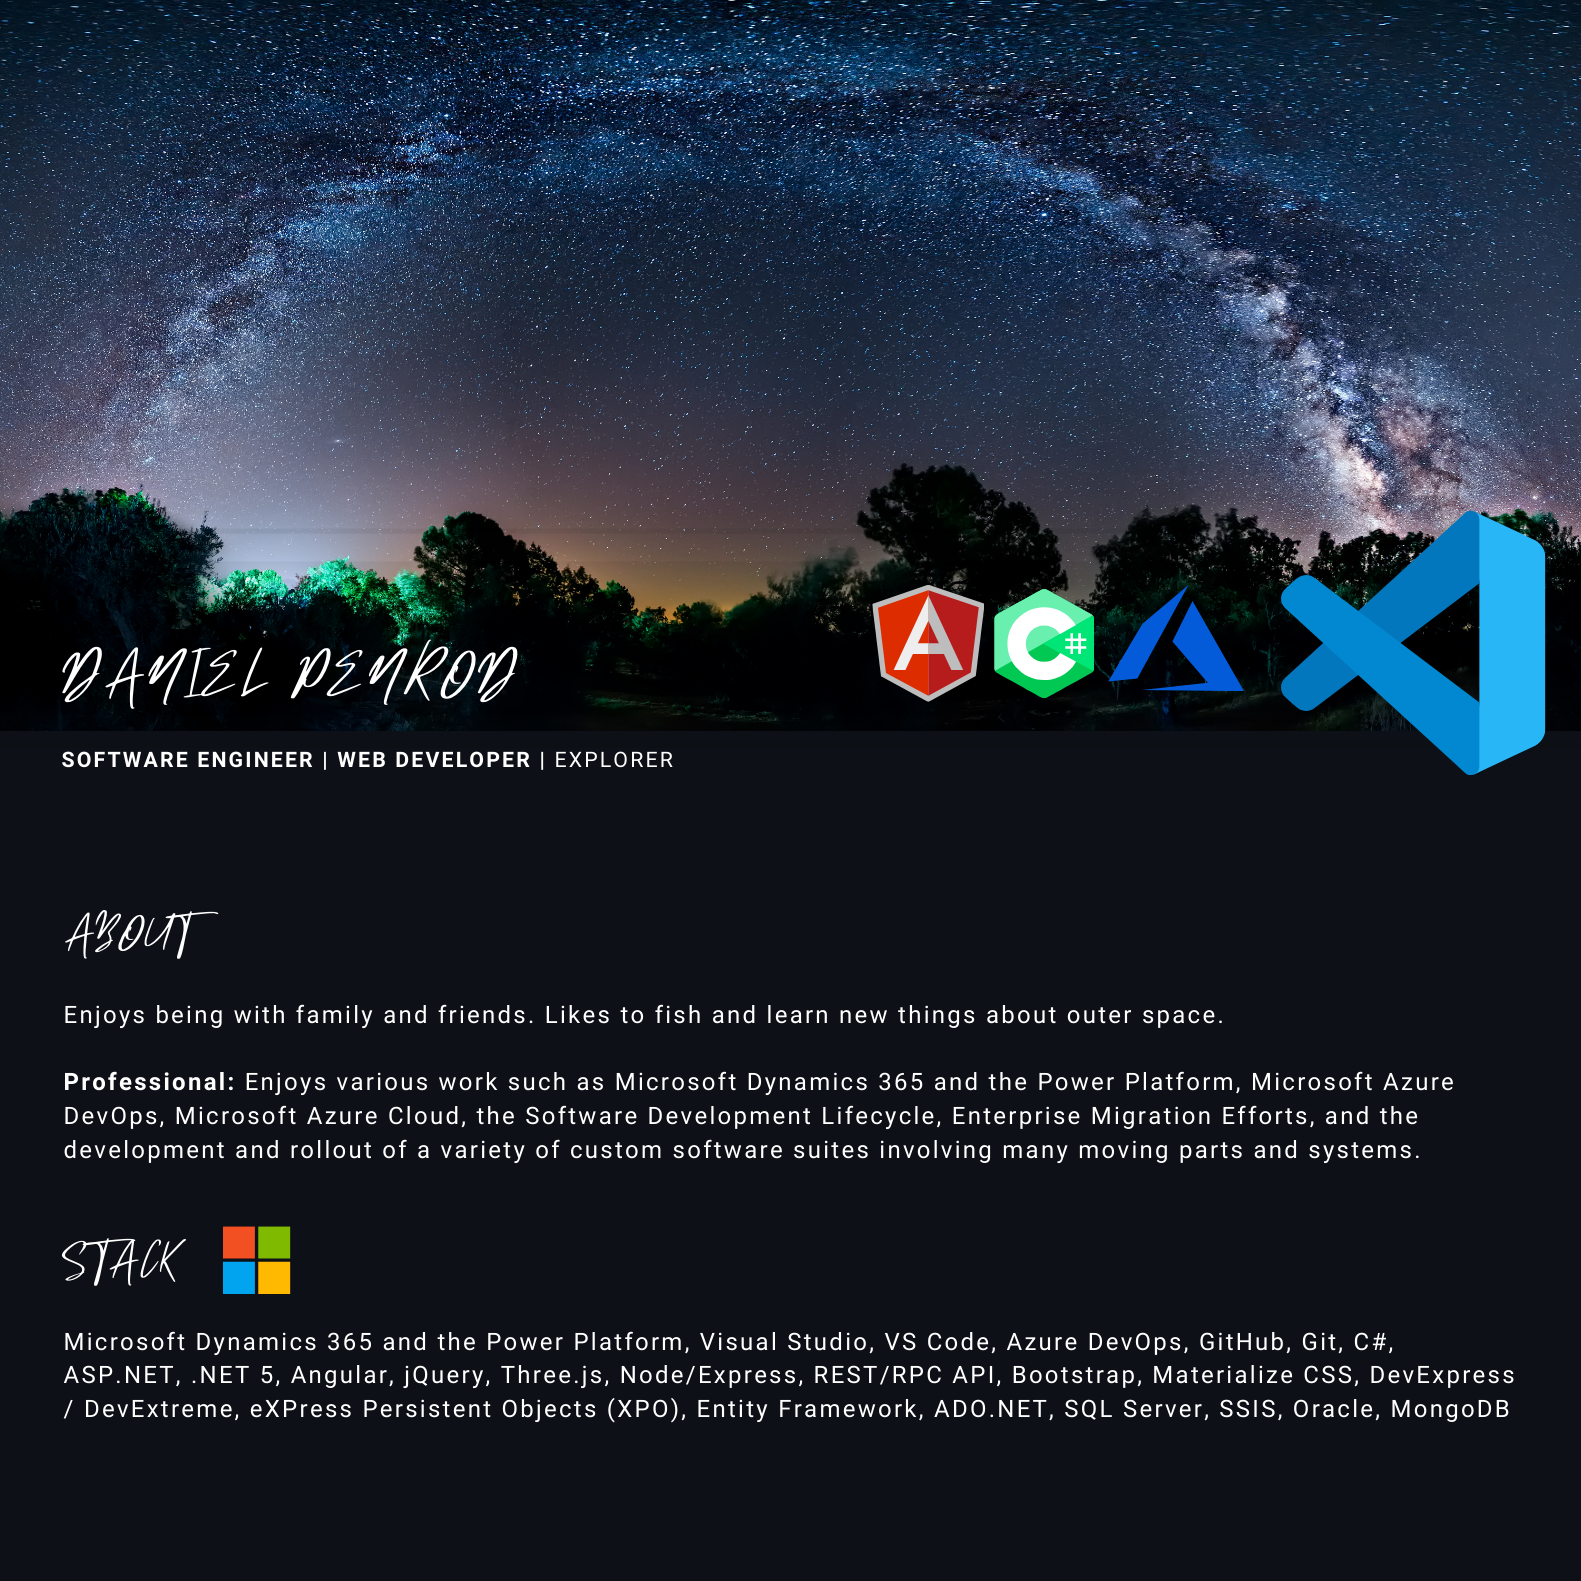 DANIEL PENROD
SOFTWARE ENGINEER | WEB DEVELOPER | EXPLORER
ABOUT
Enjoys being with family and friends. Likes to fish and learn new things about outer space.
Professional: Enjoys various work such as Microsoft Dynamics 365 and the Power Platform, Microsoft Azure
DevOps, Microsoft Azure Cloud, the Software Development Lifecycle, Enterprise Migration Efforts, and the
development and rollout of a variety of custom software suites involving many moving parts and systems.
STACK
Microsoft Dynamics 365 and the Power Platform, Visual Studio, VS Code, Azure DevOps, GitHub, Git, C#,
ASP.NET, .NET 5, Angular, jQuery, Three.js, Node/Express, REST/RPC API, Bootstrap, Materialize CSS, DevExpress
/ DevExtreme, eXPress Persistent Objects (XPO), Entity Framework, ADO.NET, SQL Server, SSIS, Oracle, MongoDB